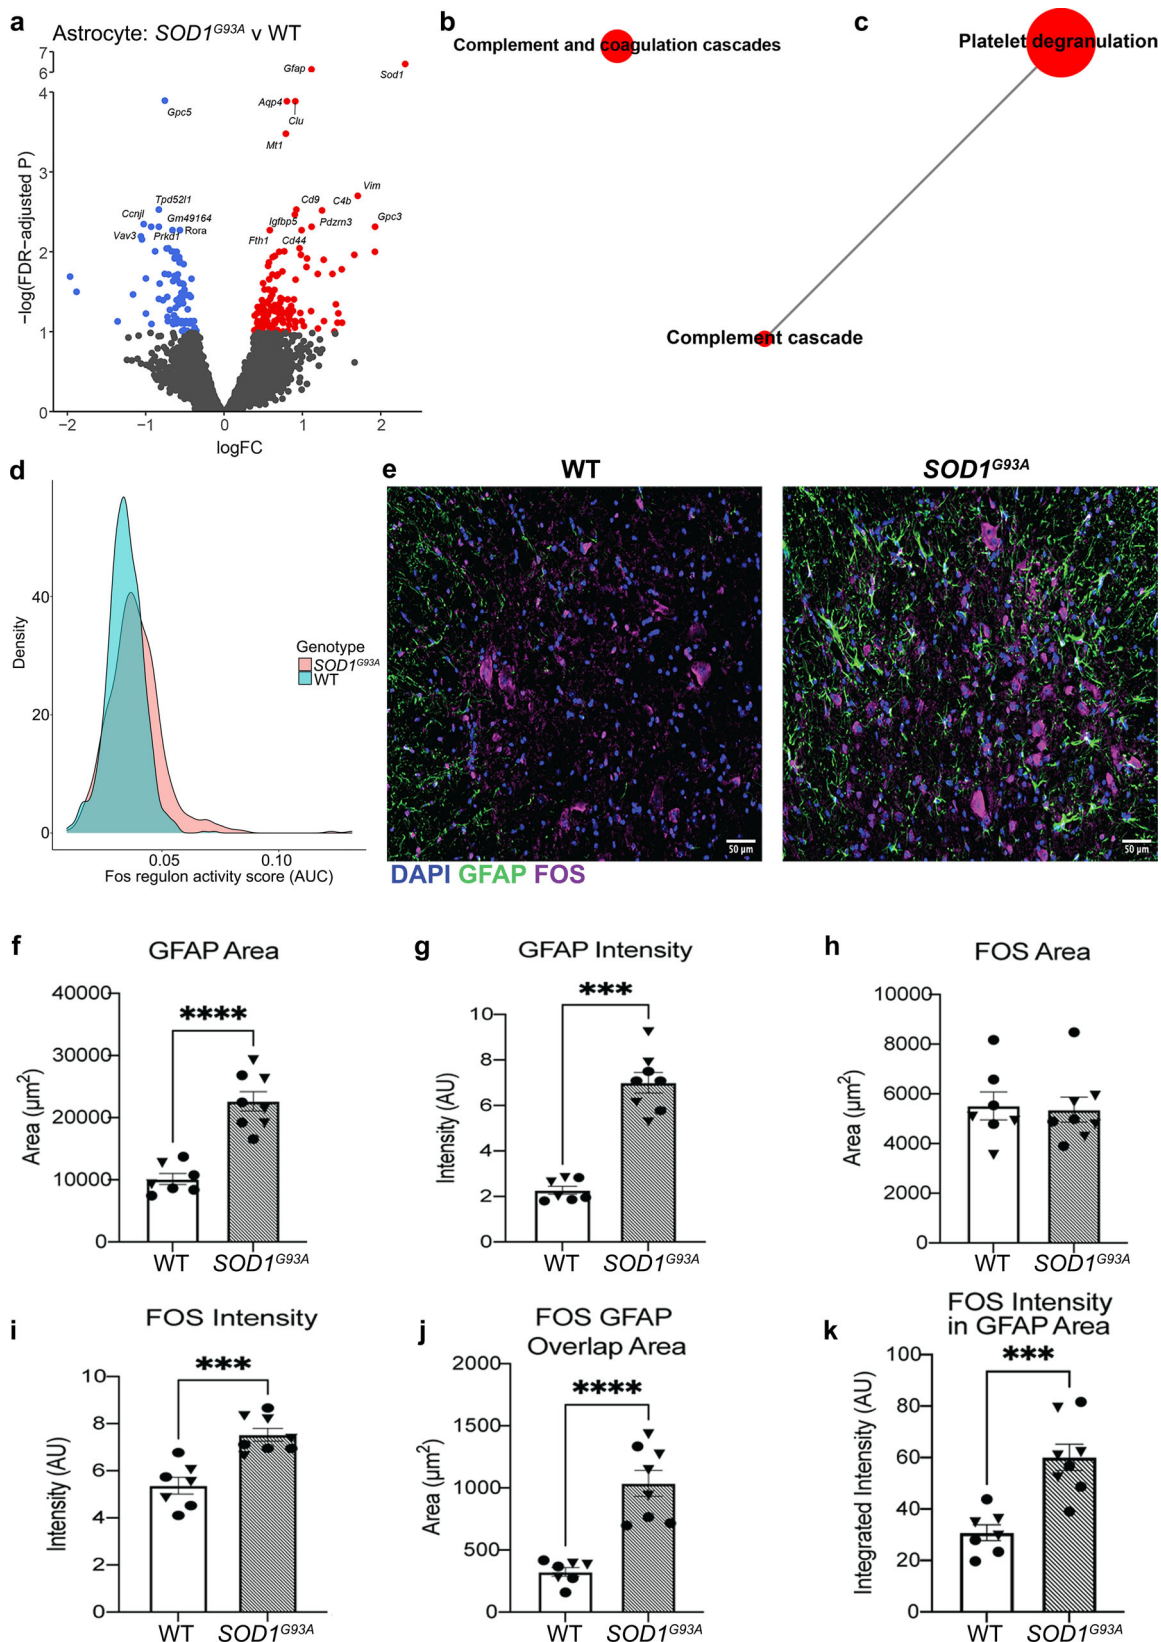 a
Astrocyte: SOD1G93A v WT
7
6
4
3
2
1
0
−log(FDR−adjusted P)
Gfap
Sod1
Gpc5
Aqp4
Clu
Mt1
Vim
Tpd52l1
Cd9
C4b
Ccnjl
Gm49164
Igfbp5
Pdzrn3
Gpc3
Vav3
Prkd1
Rora
Fth1
Cd44
−2
−1
0
1
2
logFC
b
Complement and coagulation cascades
c
Platelet degranulation
Complement cascade
d
Density
40
20
0
0.05
0.10
Fos regulon activity score (AUC)
Genotype
SOD1G93A
WT
e
WT
SOD1G93A
50 µm
50 µm
DAPI GFAP FOS
f
GFAP Area
Area (µm2)
40000
30000
20000
10000
0
****
WT
SOD1G93A
g
GFAP Intensity
Intensity (AU)
10
8
6
4
2
0
***
WT
SOD1G93A
h
FOS Area
Area (µm2)
10000
8000
6000
4000
2000
0
WT
SOD1G93A
i
FOS Intensity
Intensity (AU)
10
8
6
4
2
0
***
WT
SOD1G93A
j
FOS GFAP
Overlap Area
Area (µm2)
2000
1500
1000
500
0
****
WT
SOD1G93A
k
FOS Intensity
in GFAP Area
Integrated Intensity (AU)
100
80
60
40
20
0
***
WT
SOD1G93A